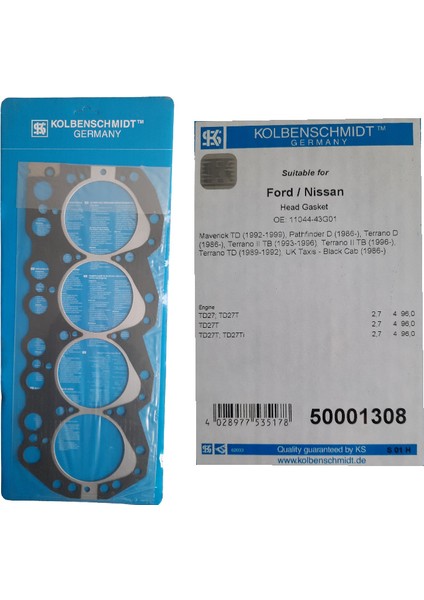 KS KOLBENSCHMIDT™
GERMANY
KS KOLBENSCHMIDT™
GERMANY
Suitable for
Ford / Nissan
Head Gasket
OE: 11044-43G01
Maverick TD (1992-1999), Pathfinder D (1986-), Terrano D
(1986-), Terrano II TB (1993-1996), Terrano II TB (1996-),
Terrano TD (1989-1992), UK Taxis - Black Cab (1986-)
Engine
TD27; TD27T 2,7 4 96,0
TD27T 2,7 4 96,0
TD27T; TD27Ti 2,7 4 96,0
4 028977 535178
50001308
Quality guaranteed by KS
www.kolbenschmidt.de